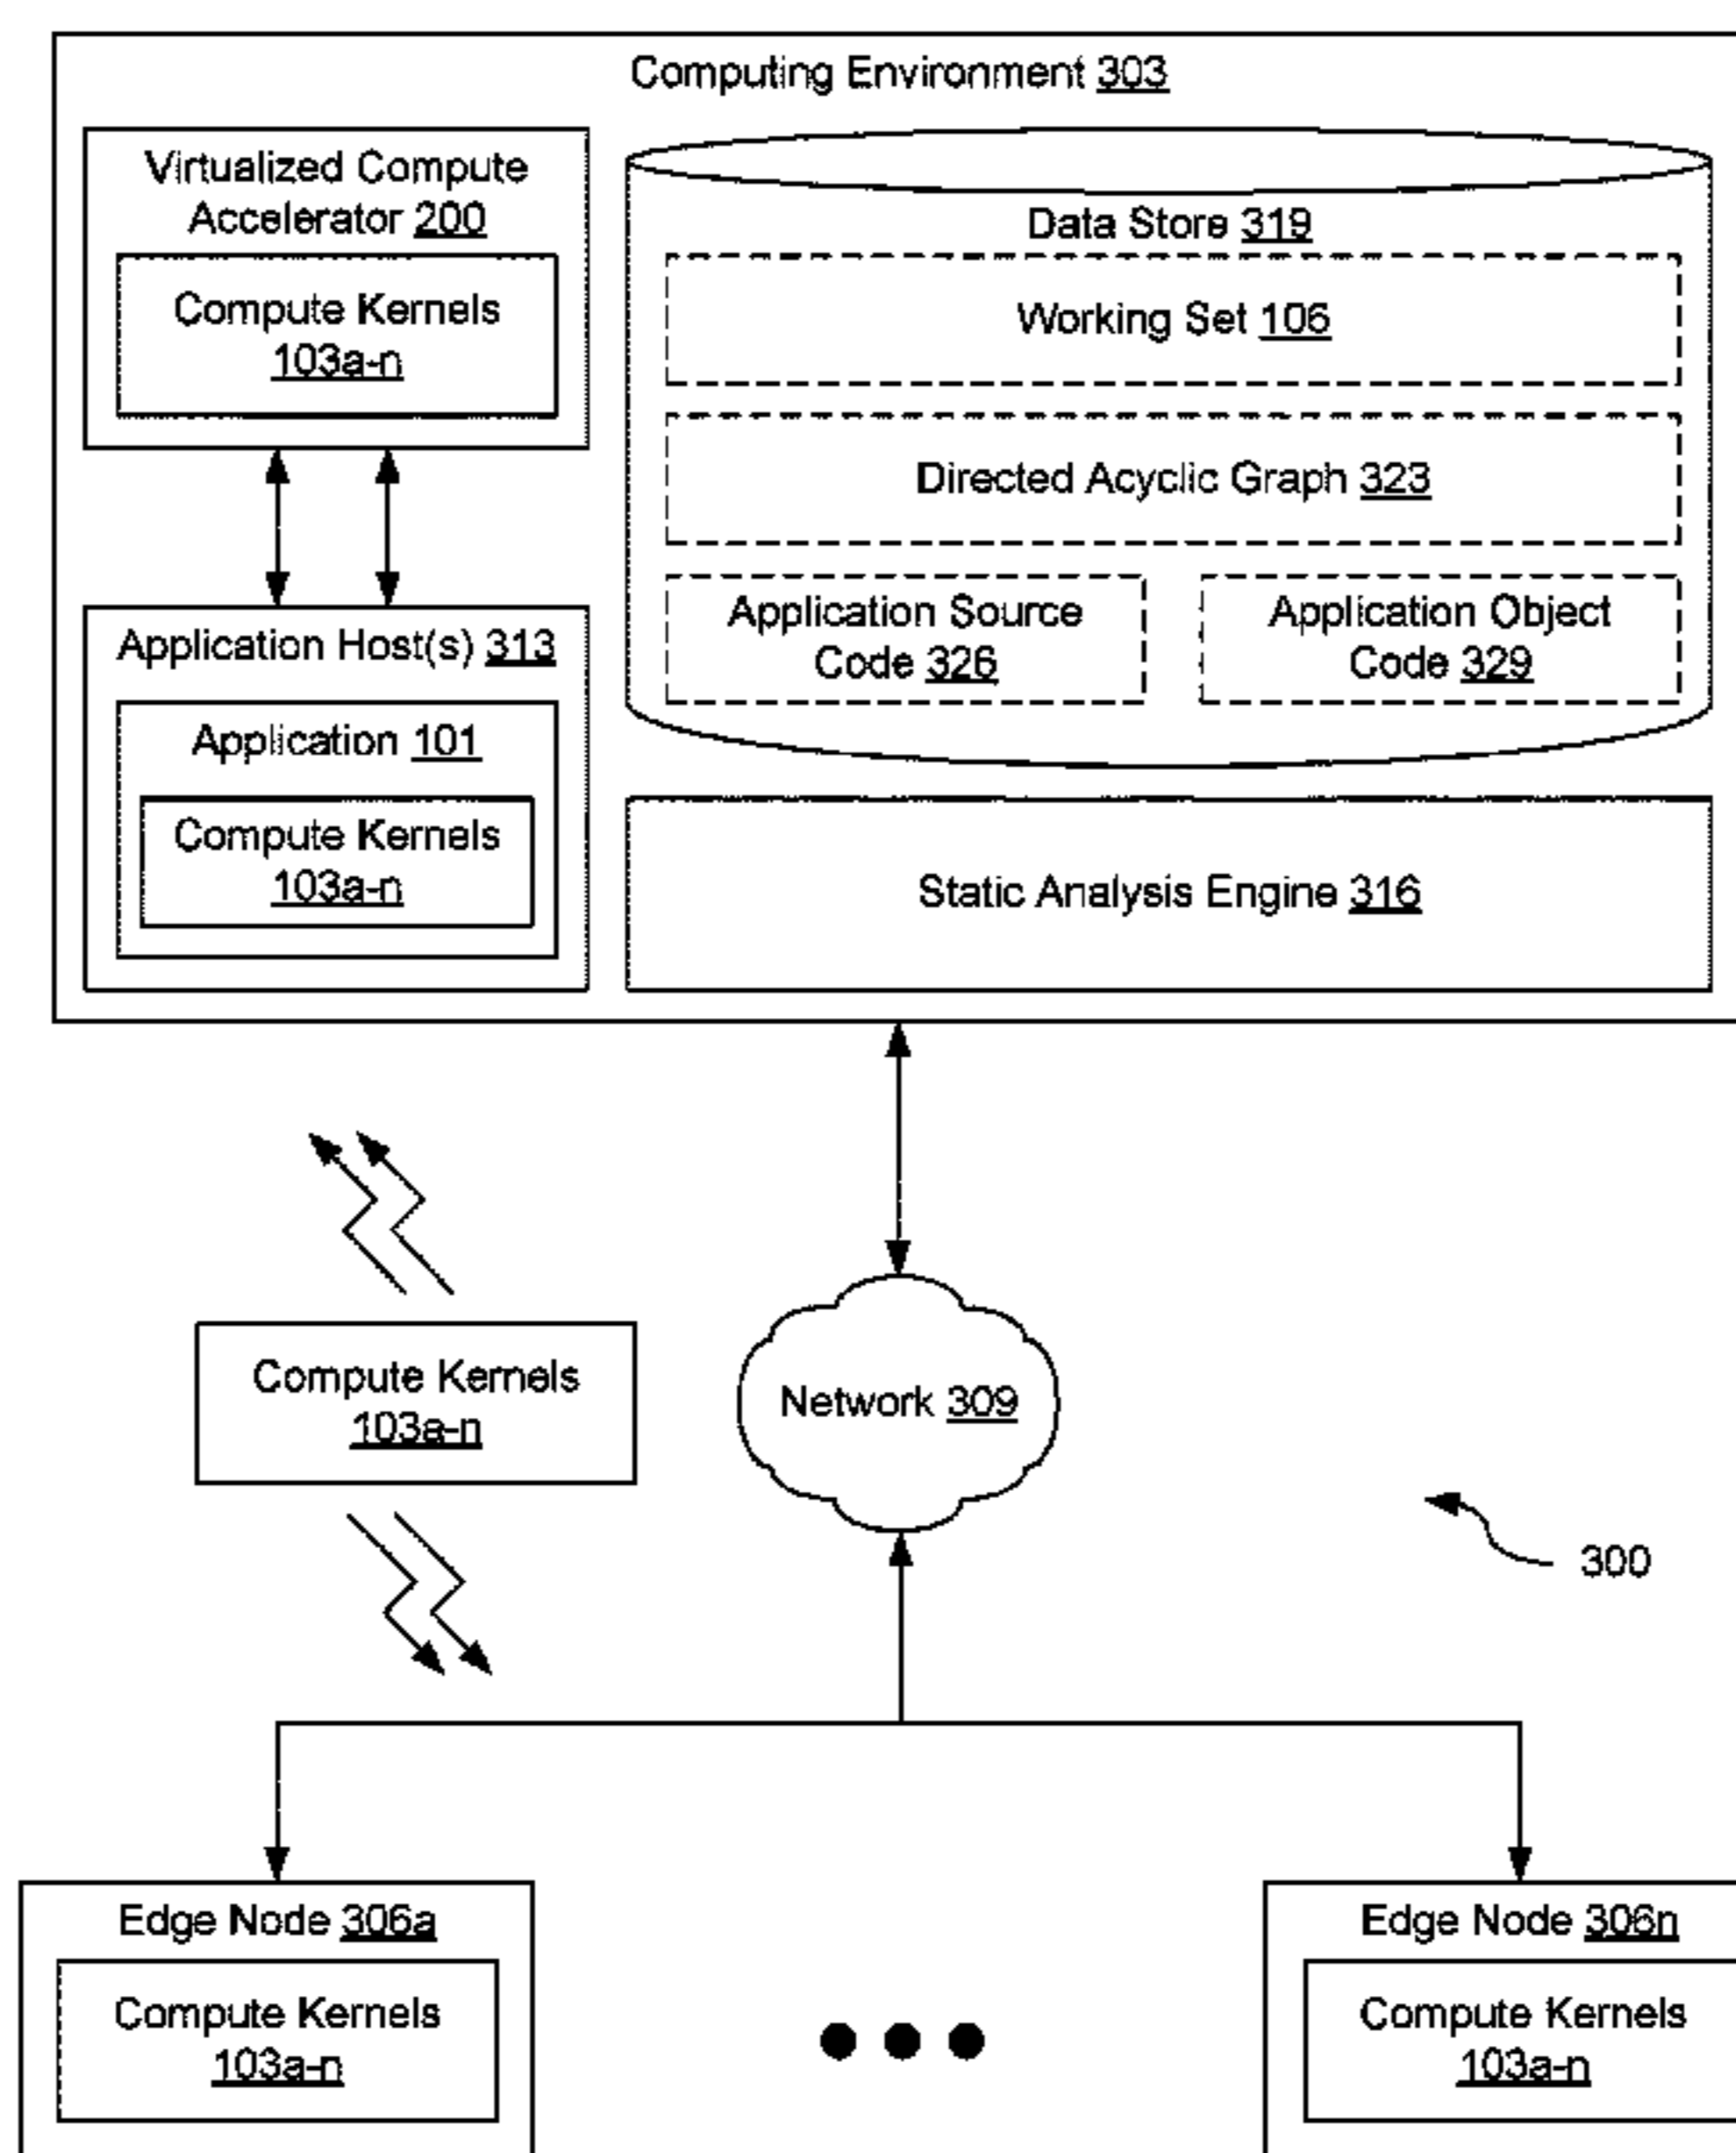 Computing Environment 303
Virtualized Compute
Accelerator 200
Compute Kernels
103a-n
Data Store 319
Working Set 106
Directed Acyclic Graph 323
Application Source
Code 326
Application Object
Code 329
Application Host(s) 313
Application 101
Compute Kernels
103a-n
Static Analysis Engine 316
Compute Kernels
103a-n
Network 309
300
Edge Node 306a
Compute Kernels
103a-n
Edge Node 306n
Compute Kernels
103a-n